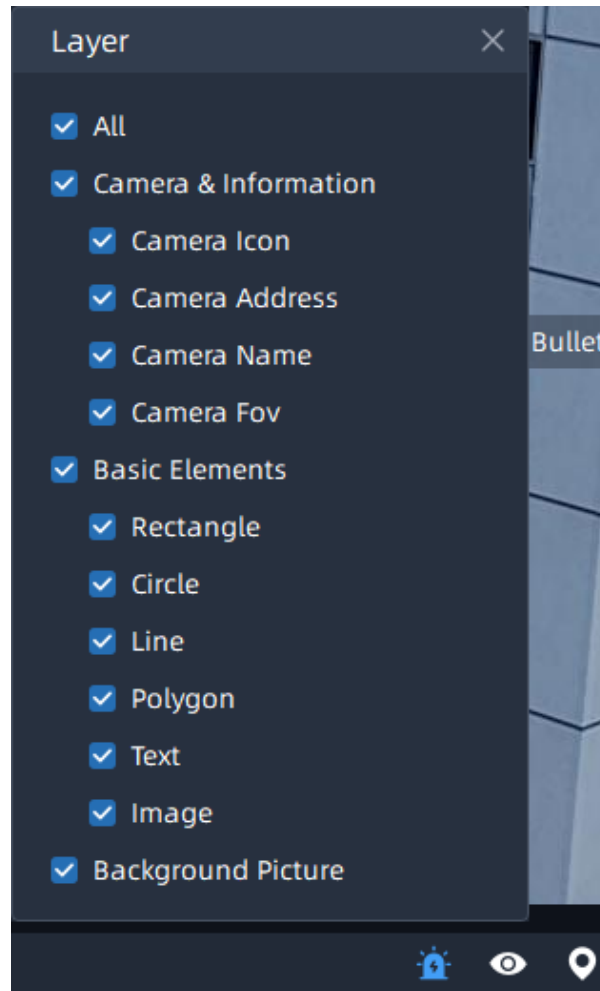 Layer
All
Camera & Information
Camera Icon
Camera Address
Camera Name
Bullet
Camera Fov
Basic Elements
Rectangle
Circle
Line
Polygon
Text
Image
Background Picture